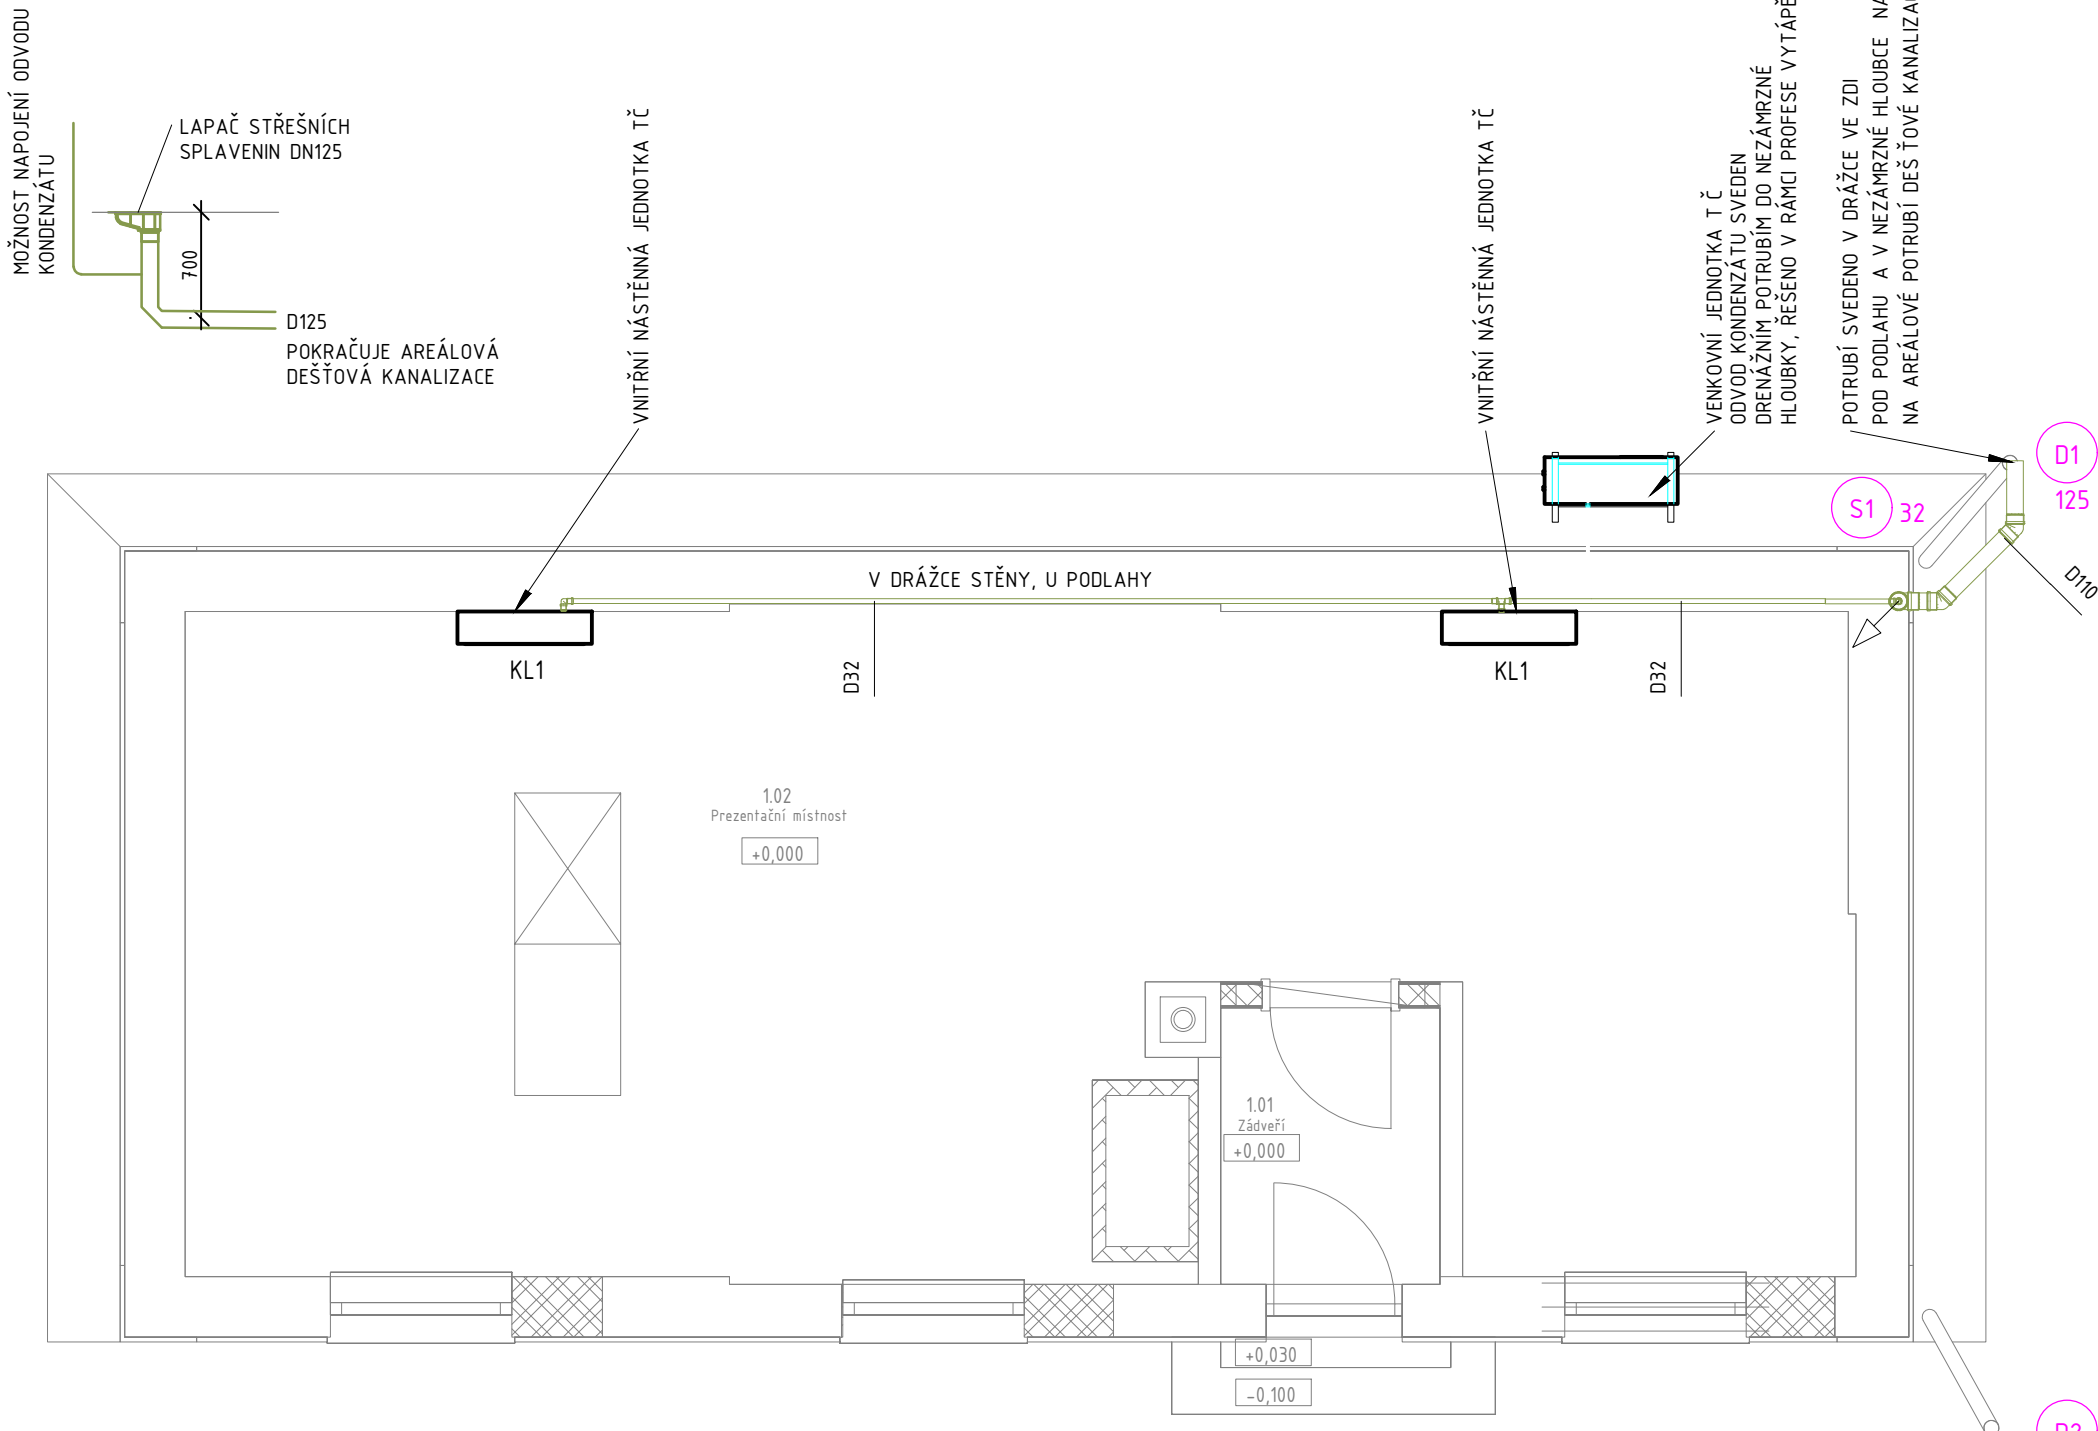 MOŽNOST NAPOJENÍ ODVODU
KONDENZÁTU
LAPAČ STŘEŠNÍCH
SPLAVENIN DN125
700
D125
POKRAČUJE AREÁLOVÁ
DEŠŤOVÁ KANALIZACE
VNITŘNÍ NÁSTĚNNÁ JEDNOTKA TČ
VNITŘNÍ NÁSTĚNNÁ JEDNOTKA TČ
VENKOVNÍ JEDNOTKA TČ
ODVOD KONDENZÁTU SVEDEN
DRENÁŽNÍM POTRUBÍM DO NEZÁMRZNÉ
HLOUBKY, ŘEŠENO V RÁMCI PROFESE
POTRUBÍ SVEDENO V DRÁŽCE VE ZDI
POD PODLAHU A V NEZÁMRZNÉ HLOUBCE
NA AREÁLOVÉ POTRUBÍ DEŠŤOVÉ
D1
125
S1 32
D110
V DRÁŽCE STĚNY, U PODLAHY
KL1
D32
KL1
D32
1.02
Prezentační místnost
+0,000
1.01
Zádveří
+0,000
+0,030
-0,100